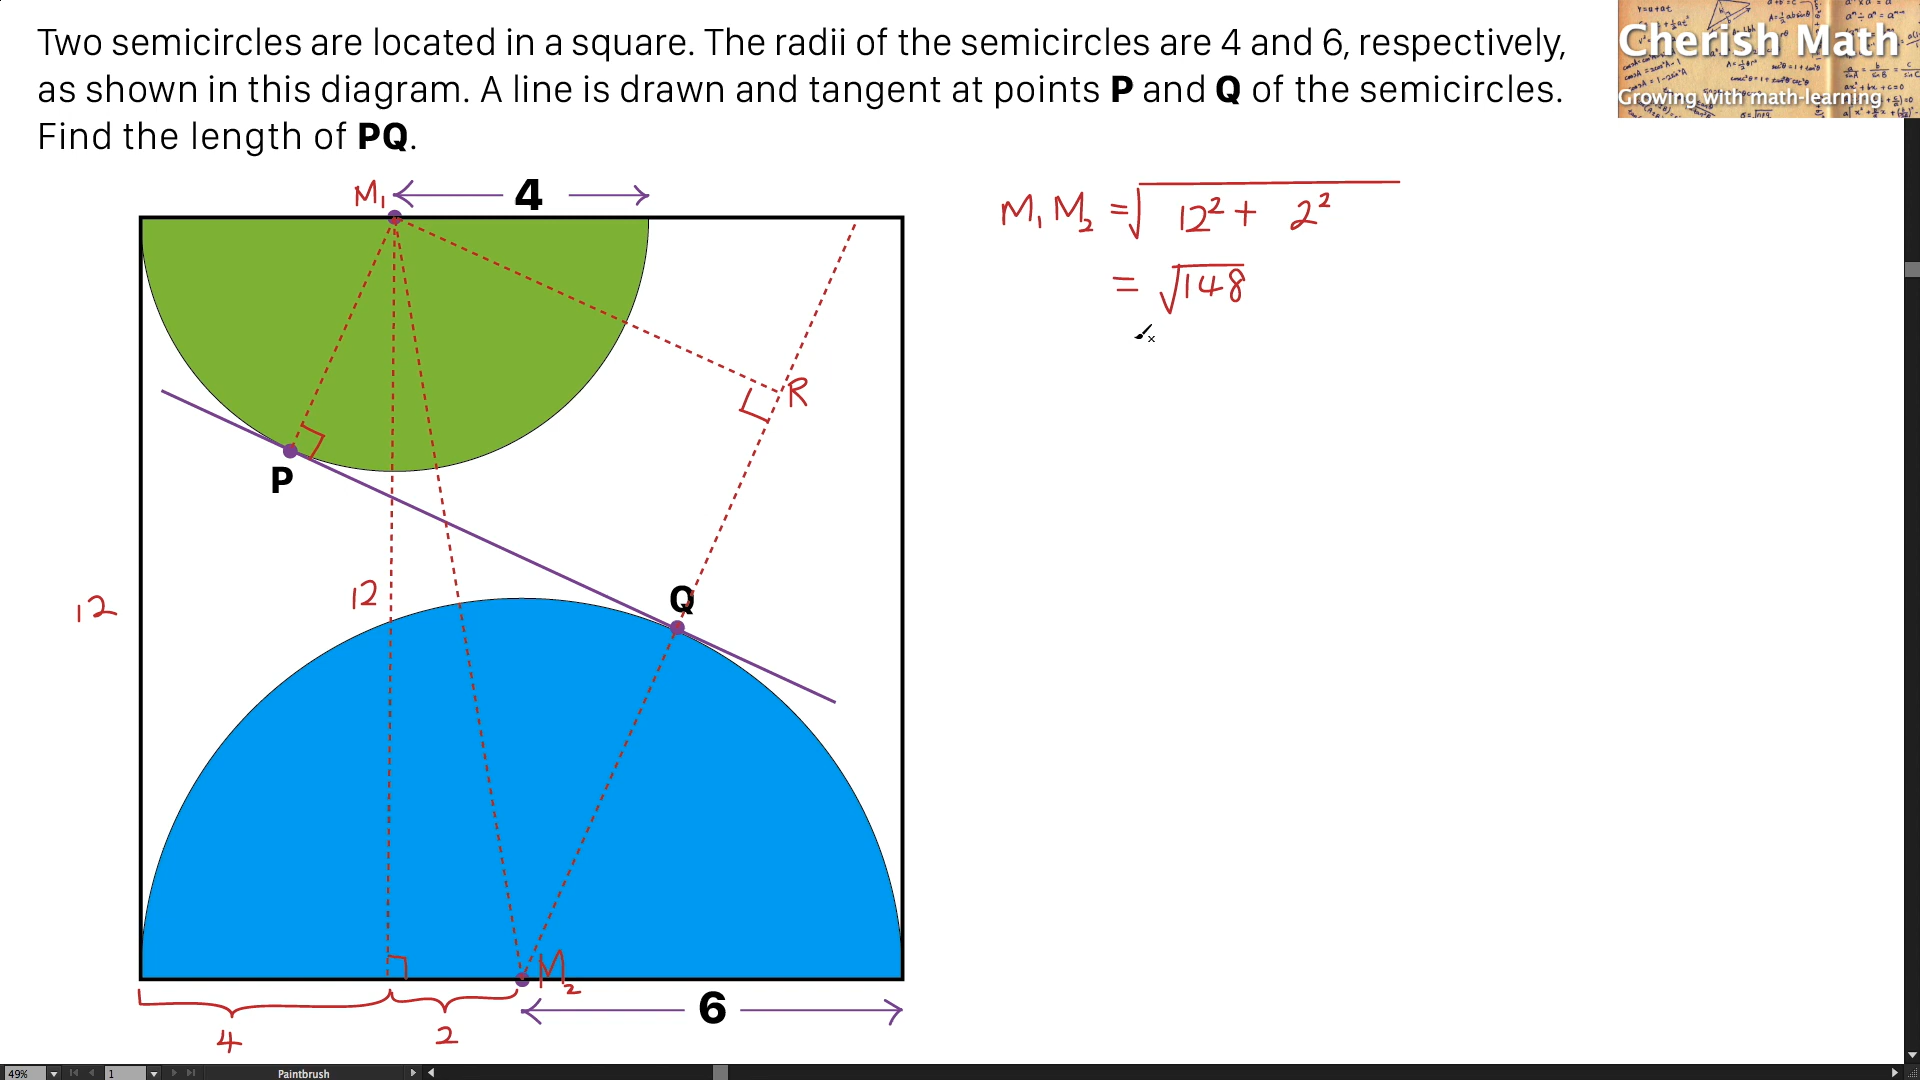 Two semicircles are located in a square. The radii of the semicircles are 4 and 6, respectively,
as shown in this diagram. A line is drawn and tangent at points P and Q of the semicircles.
Find the length of PQ.
Cherish Math
Growing with math-learning
M₁
4
M₁M₂ = √(12² + 2²)
= √148
R
P
12
12
Q
M₂
4
2
6
49%
1
Paintbrush